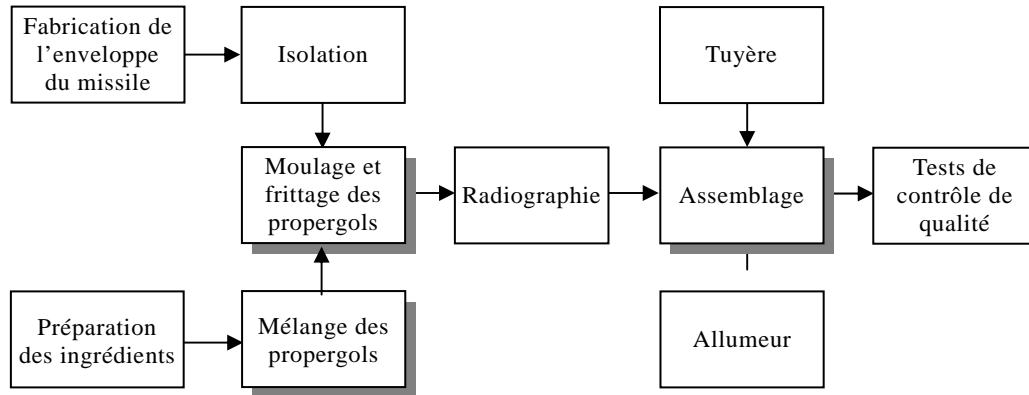 Fabrication de
l'enveloppe
du missile
Isolation
Tuyère
Moulage et
frittage des
propergols
Radiographie
Assemblage
Tests de
contrôle de
qualité
Préparation
des ingrédients
Mélange des
propergols
Allumeur